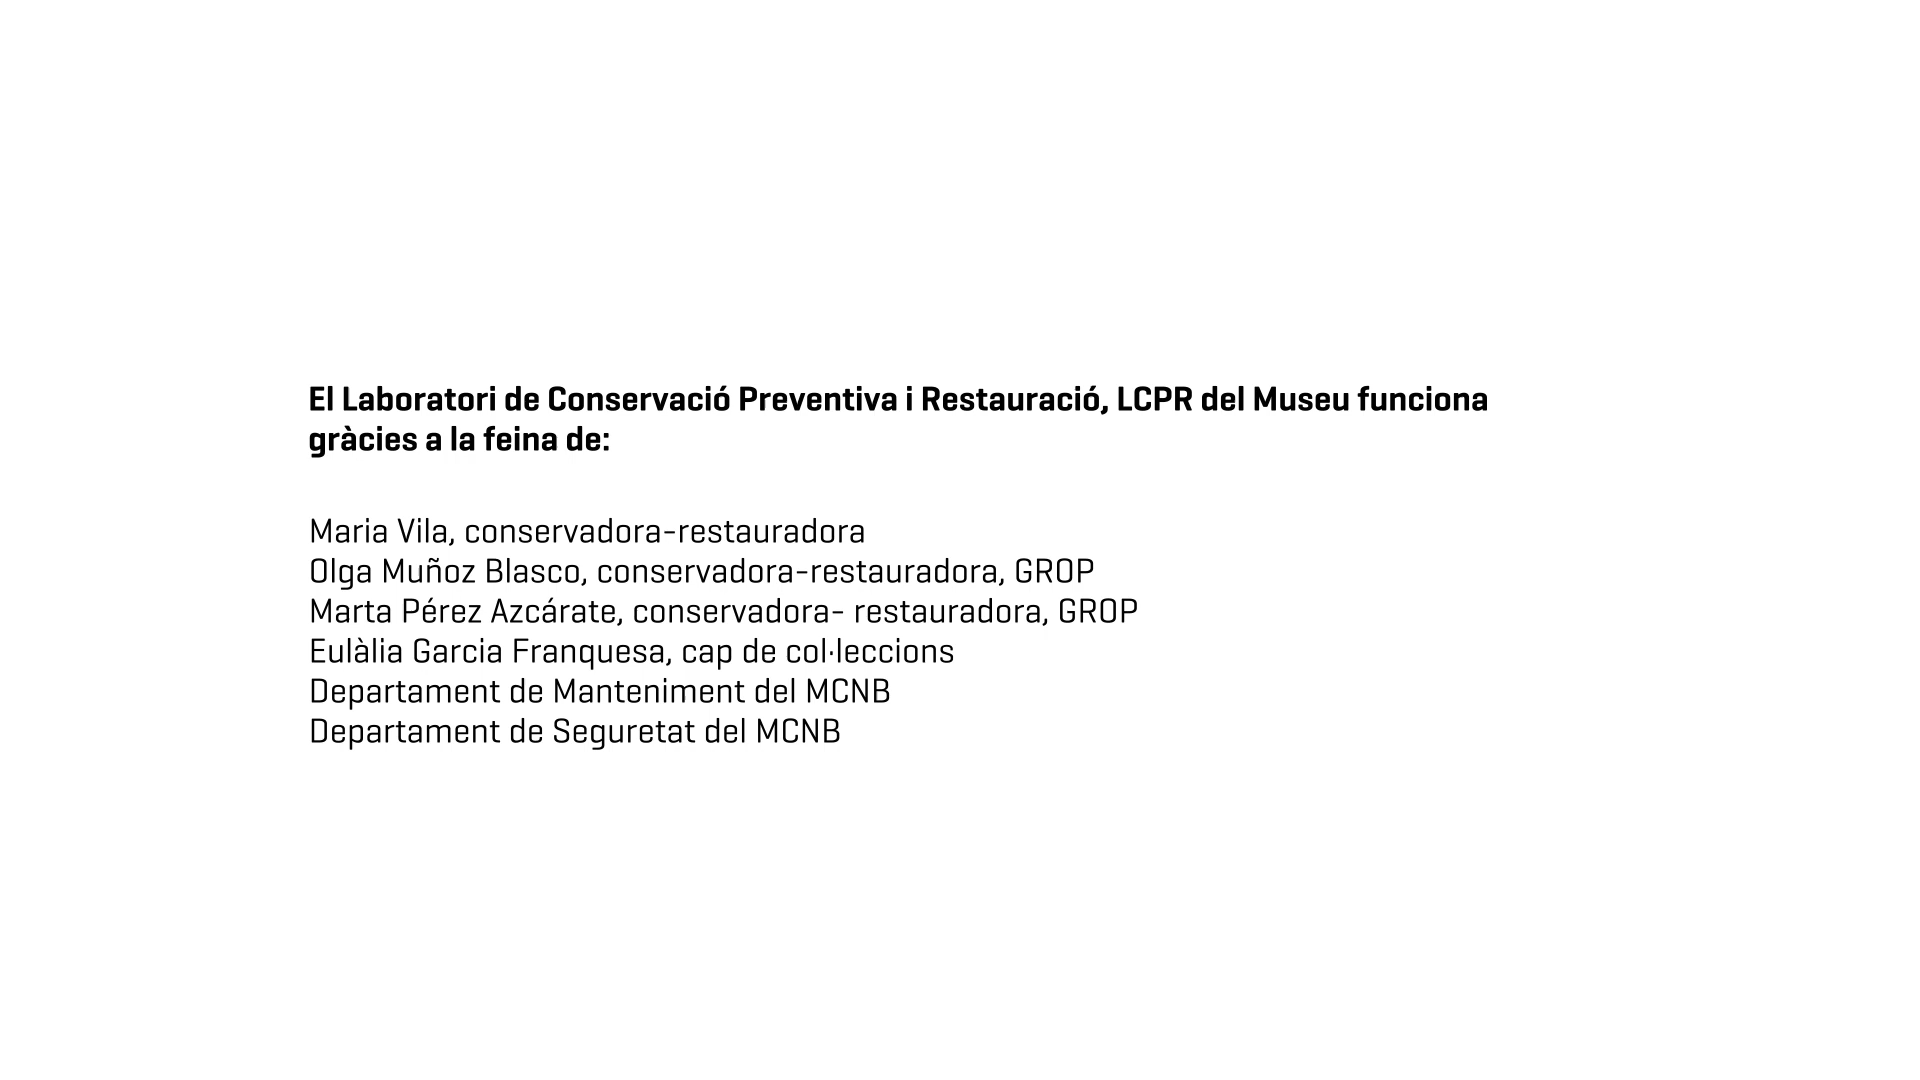 El Laboratori de Conservació Preventiva i Restauració, LCPR del Museu funciona
gràcies a la feina de:
Maria Vila, conservadora-restauradora
Olga Muñoz Blasco, conservadora-restauradora, GROP
Marta Pérez Azcárate, conservadora- restauradora, GROP
Eulàlia Garcia Franquesa, cap de col·leccions
Departament de Manteniment del MCNB
Departament de Seguretat del MCNB